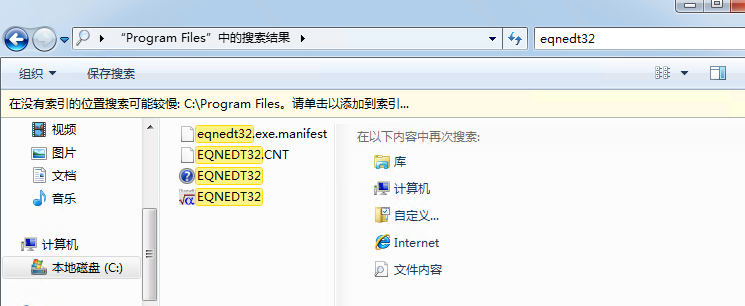 “Program Files”中的搜索结果
eqnedt32
组织
保存搜索
在没有索引的位置搜索可能较慢: C:\Program Files。请单击以添加到索引...
视频
图片
文档
音乐
计算机
本地磁盘 (C:)
eqnedt32.exe.manifest
EQNEDT32.CNT
EQNEDT32
EQNEDT32
在以下内容中再次搜索:
库
计算机
自定义...
Internet
文件内容